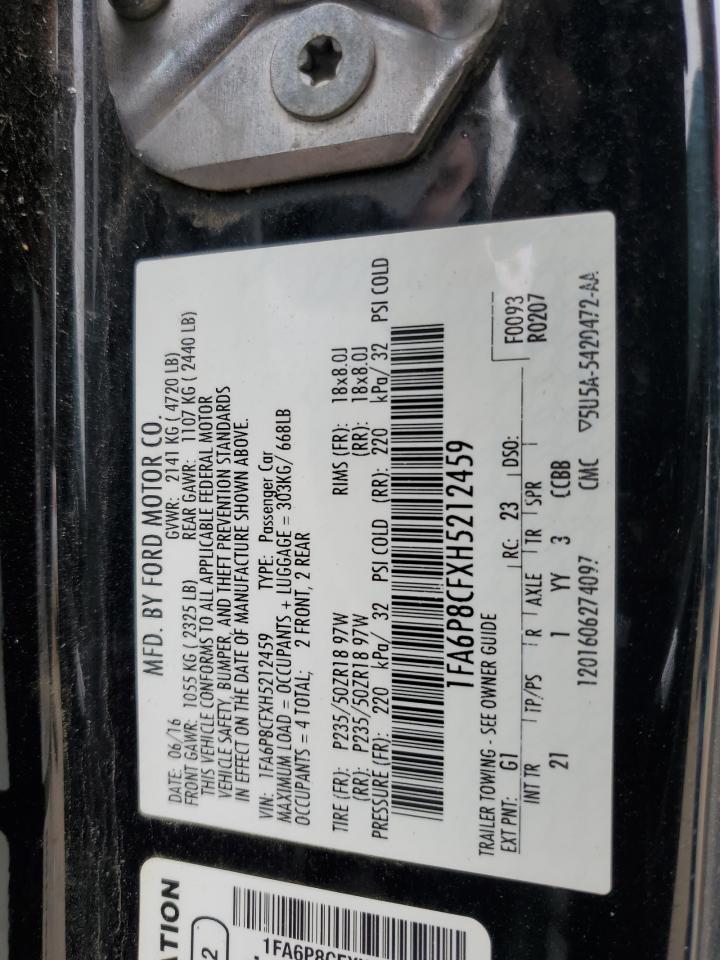 MFD. BY FORD MOTOR CO.
DATE: 06/16 GVWR: 2141 KG ( 4720 LB)
FRONT GAWR: 1055 KG ( 2325 LB) REAR GAWR: 1107 KG ( 2440 LB)
THIS VEHICLE CONFORMS TO ALL APPLICABLE FEDERAL MOTOR
VEHICLE SAFETY, BUMPER, AND THEFT PREVENTION STANDARDS
IN EFFECT ON THE DATE OF MANUFACTURE SHOWN ABOVE.
VIN: 1FA6P8CFXH5212459 TYPE: Passenger Car
MAXIMUM LOAD = OCCUPANTS + LUGGAGE = 303KG/ 668LB
OCCUPANTS = 4 TOTAL; 2 FRONT, 2 REAR
TIRE (FR): P235/50ZR18 97W RIMS (FR): 18x8.0J
(RR): P235/50ZR18 97W (RR): 18x8.0J
PRESSURE (FR): 220 kPa/ 32 PSI COLD (RR): 220 kPa/ 32 PSI COLD
1FA6P8CFXH5212459
TRAILER TOWING - SEE OWNER GUIDE
EXT PNT: G1 RC: 23 DSO: F0093
R0207
INT TR TP/PS R AXLE TR SPR
21 1 YY 3 CCBB
1201606274097 CMC ▽5U5A-5420472-AA
ATION
2